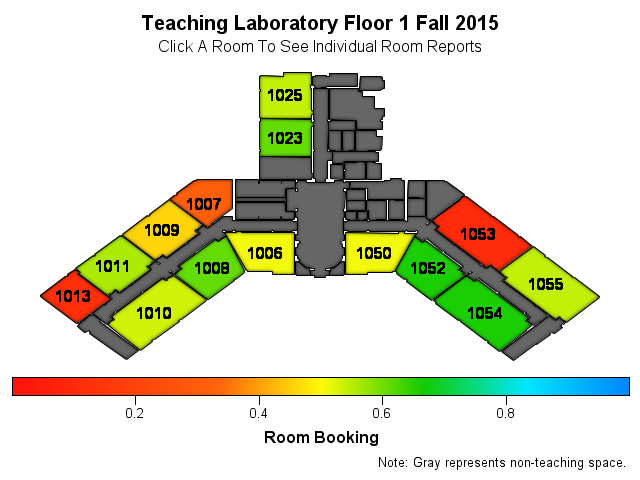 Teaching Laboratory Floor 1 Fall 2015
Click A Room To See Individual Room Reports
1025
1023
1007
1009
1011
1013
1006
1008
1010
1050
1052
1053
1054
1055
0.2 0.4 0.6 0.8
Room Booking
Note: Gray represents non-teaching space.